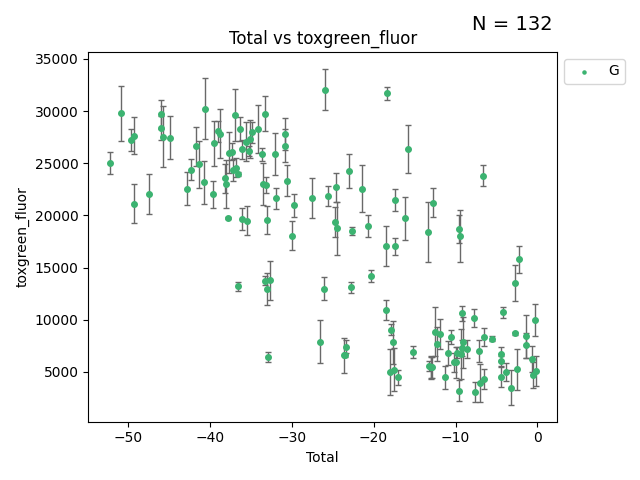 N = 132
Total vs toxgreen_fluor
G
35000
30000
25000
20000
15000
10000
5000
toxgreen_fluor
−50 −40 −30 −20 −10 0
Total